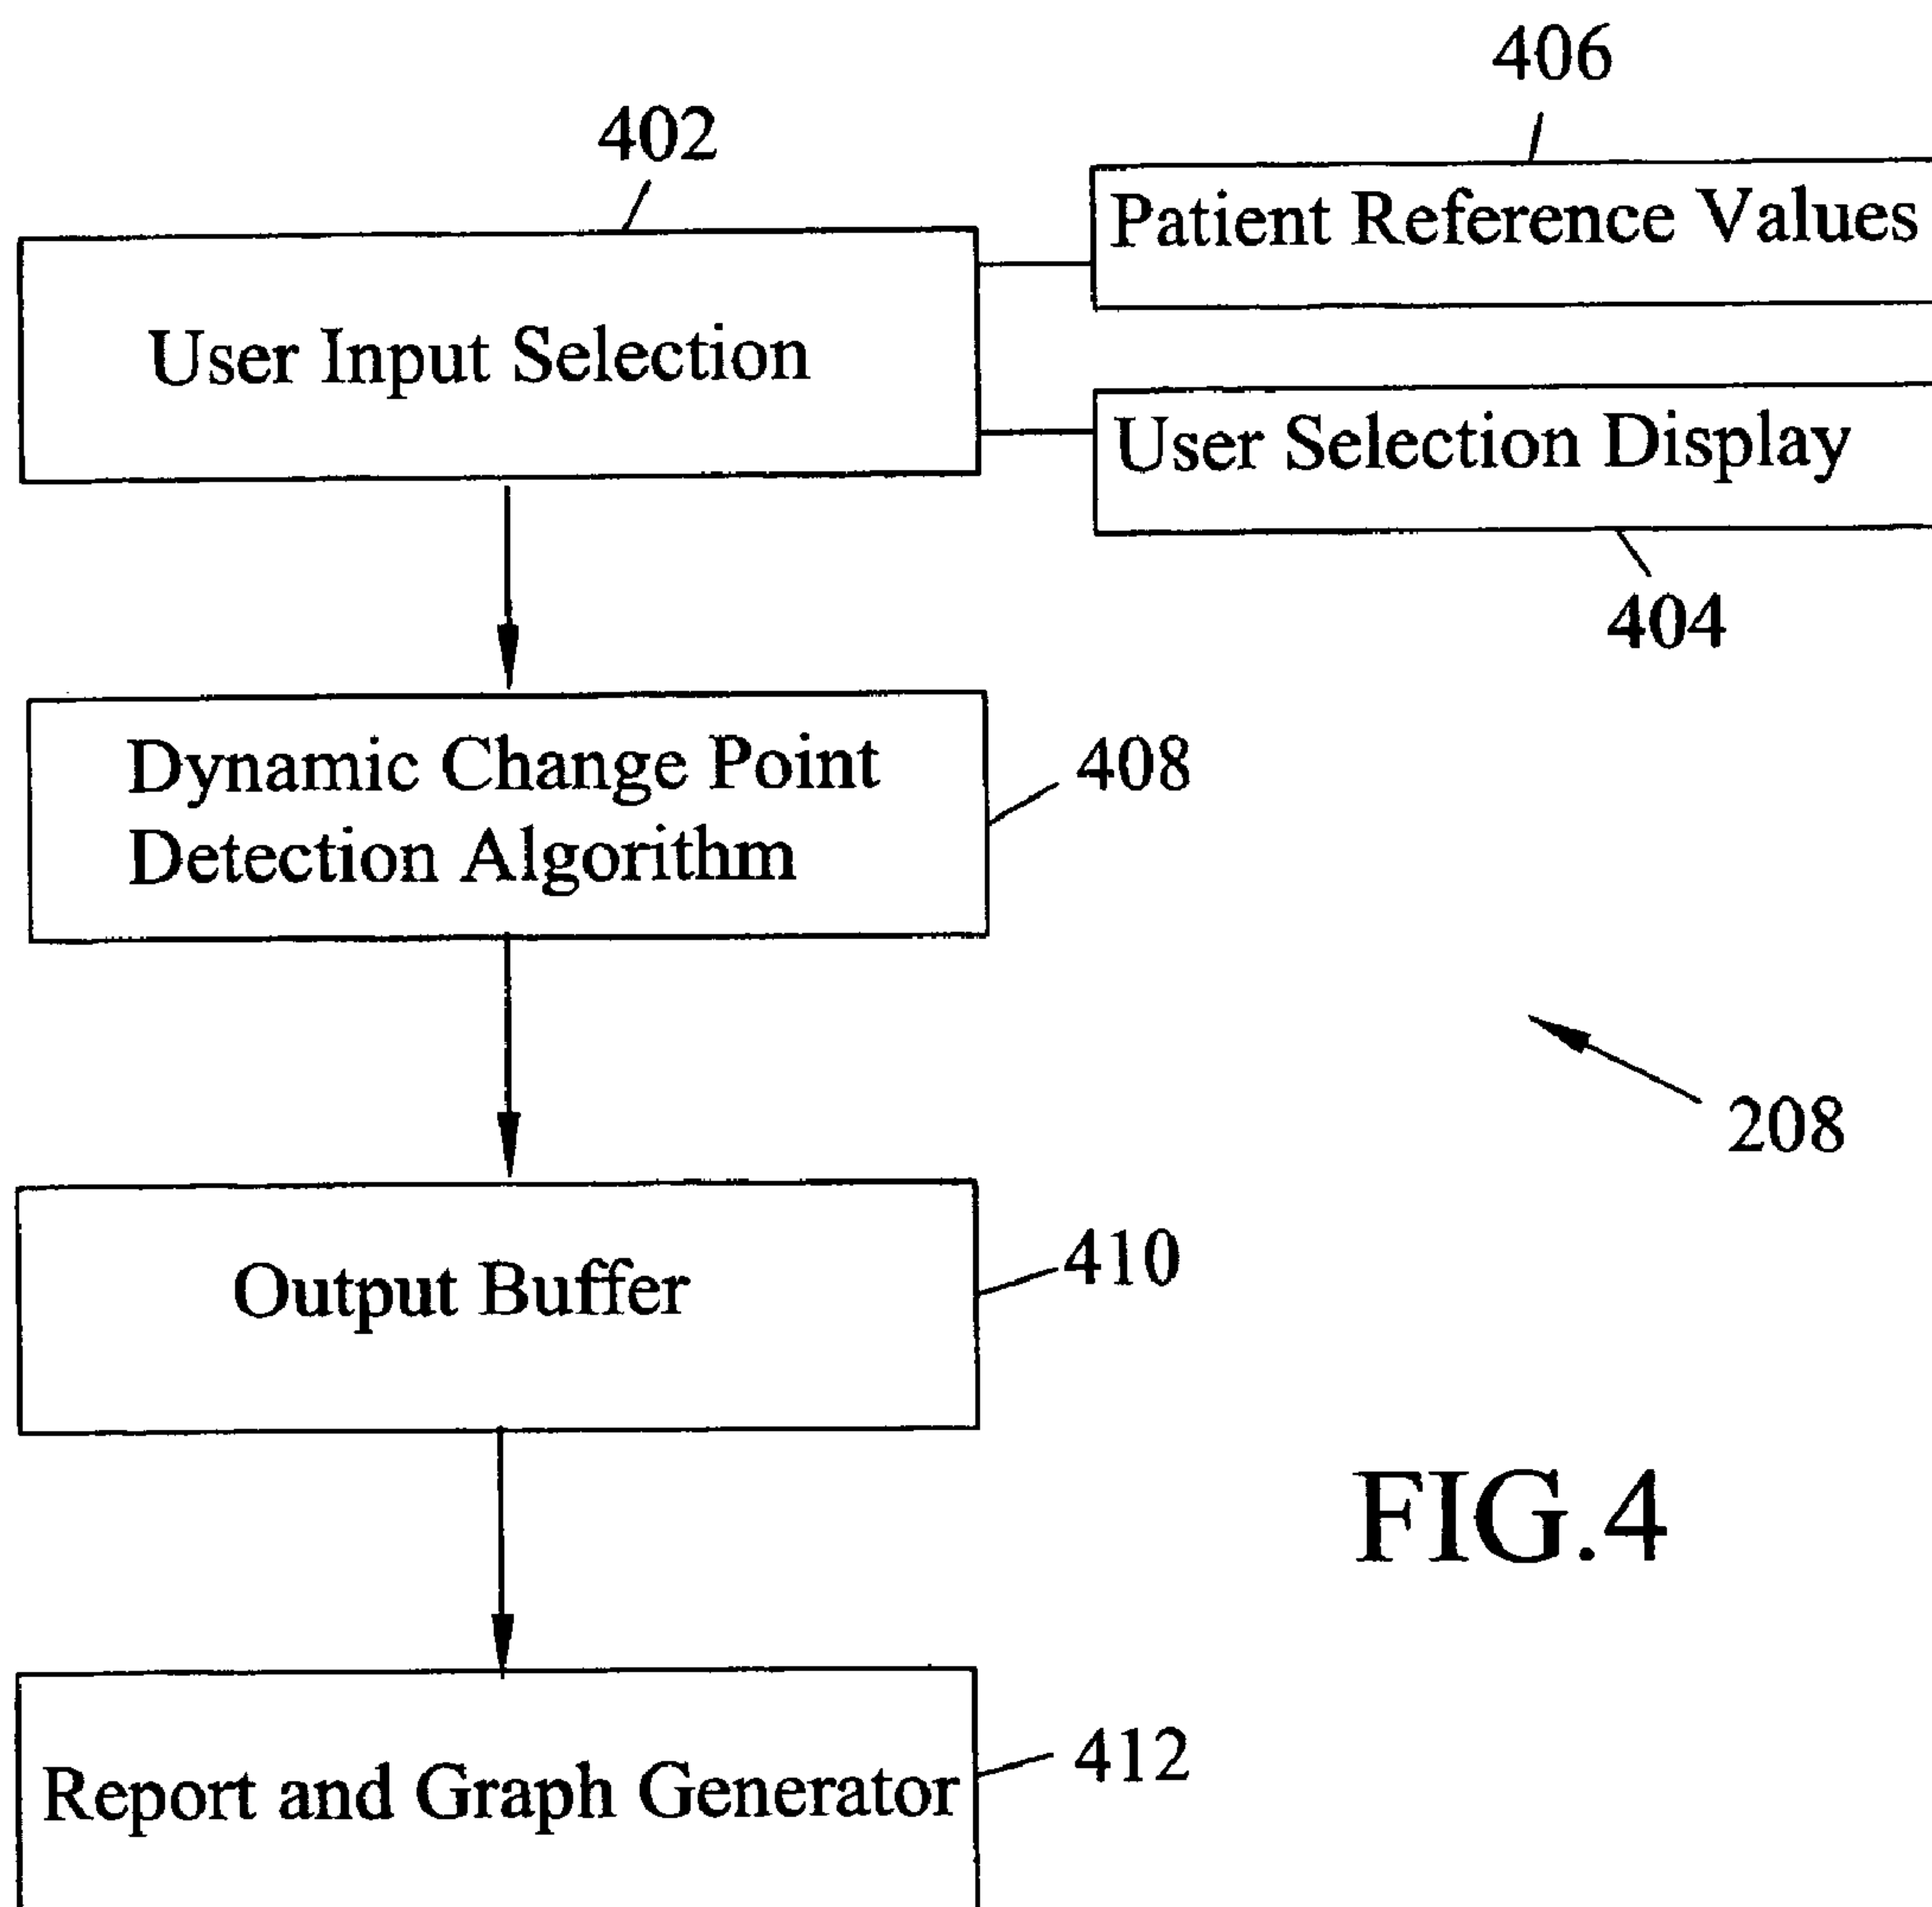 406
402
Patient Reference Values
User Input Selection
User Selection Display
404
Dynamic Change Point
Detection Algorithm
408
208
Output Buffer
410
FIG.4
Report and Graph Generator
412